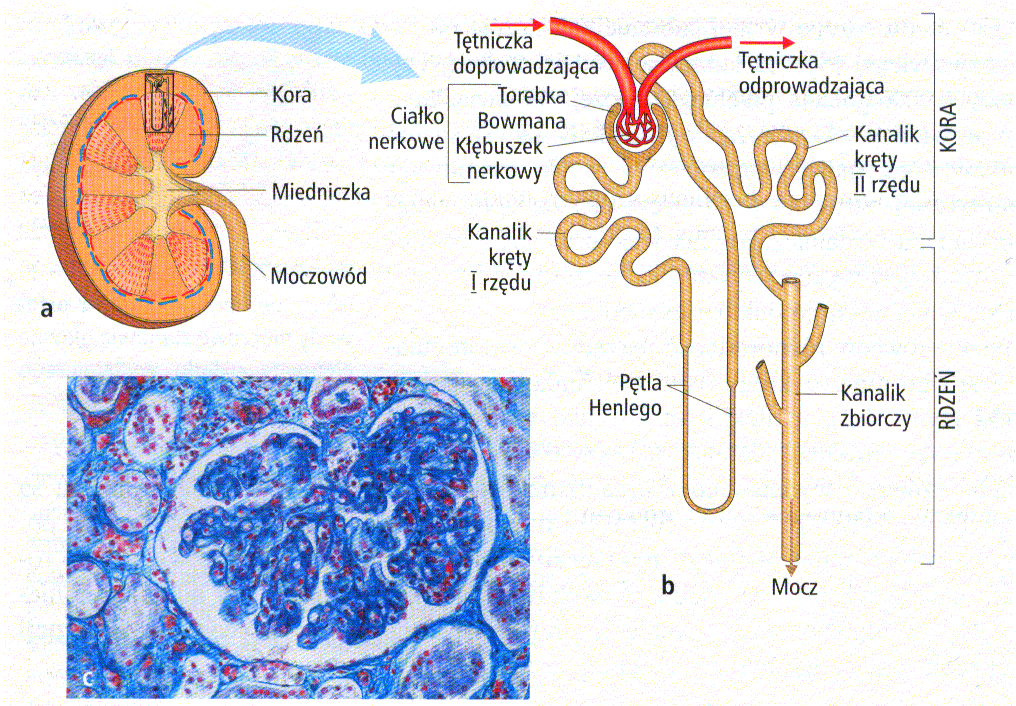 Kora
Rdzeń
Miedniczka
Moczowód
a
Tętniczka
doprowadzająca
Tętniczka
odprowadzająca
Ciałko
nerkowe
Torebka
Bowmana
Kłębuszek
nerkowy
Kanalik
kręty
I rzędu
Kanalik
kręty
II rzędu
Pętla
Henlego
Kanalik
zbiorczy
Mocz
b
KORA
RDZEŃ
c